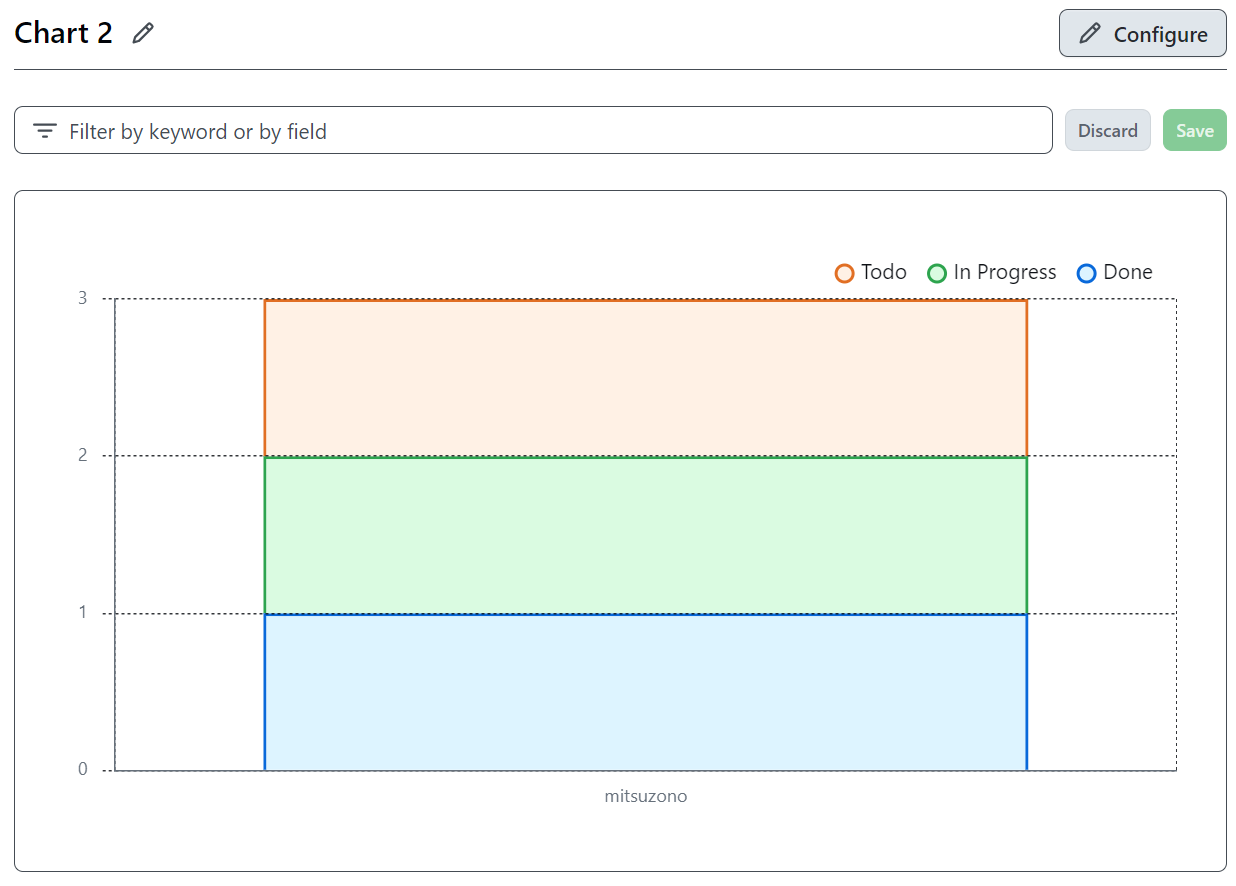 Chart 2
Configure
Filter by keyword or by field
Discard
Save
Todo
In Progress
Done
3
2
1
0
mitsuzono